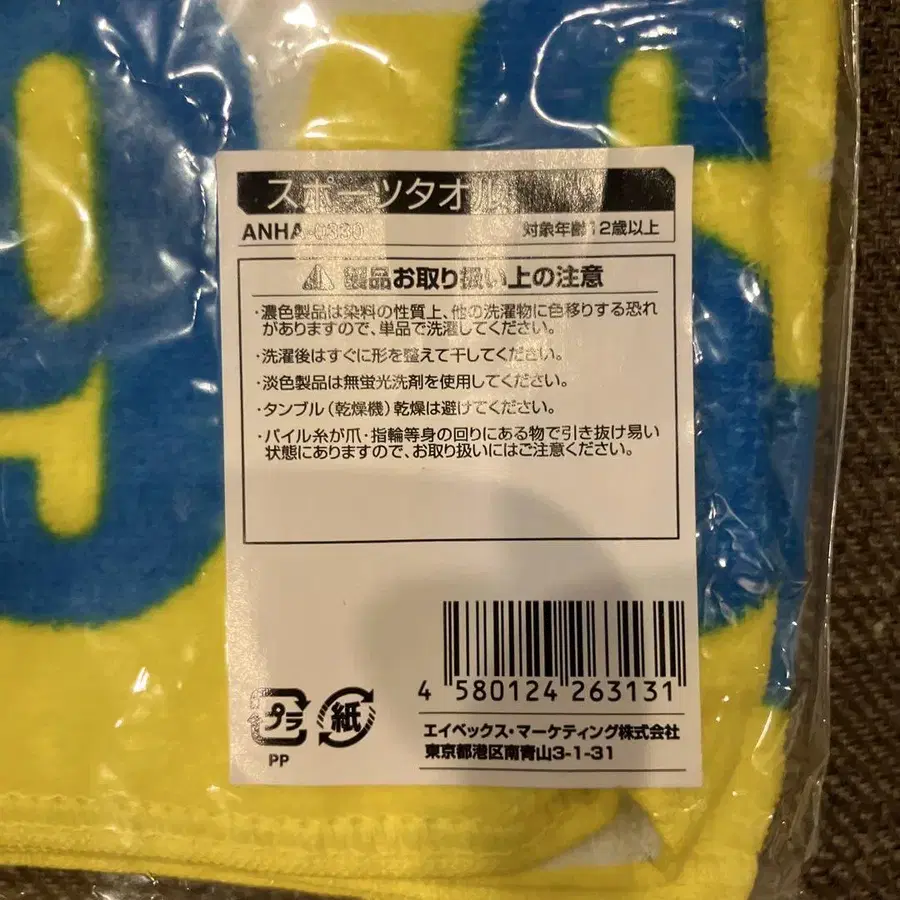 スポーツタオル
対象年齢12歳以上
製品お取り扱い上の注意
・濃色製品は染料の性質上、他の洗濯物に色移りする恐れ
がありますので、単品で洗濯してください。
・洗濯後はすぐに形を整えて干してください。
・淡色製品は無蛍光洗剤を使用してください。
・タンブル(乾燥機)乾燥は避けてください。
・パイル糸が爪・指輪等身の回りにある物で引き抜け易い
状態にありますので、お取り扱いにはご注意ください。
4 580124 263131
プラ 紙
PP
エイベックス・マーケティング株式会社
東京都港区南青山3-1-31